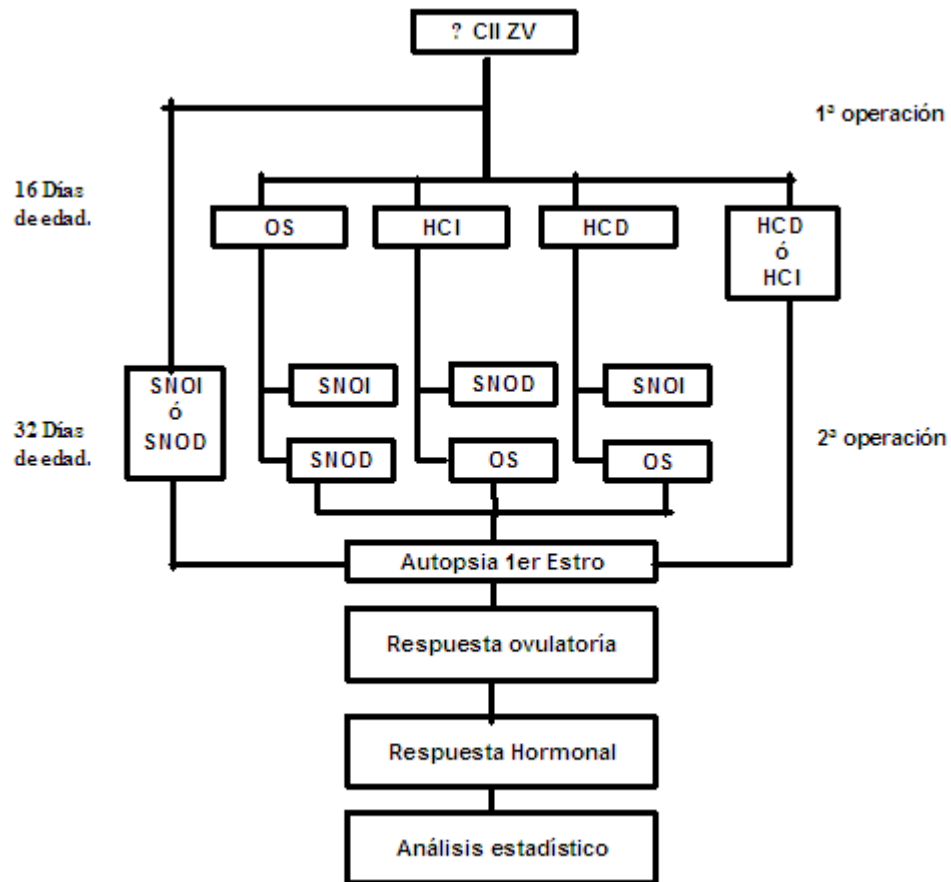 ? CII ZV
1ª operación
16 Días
de edad.
OS
HCI
HCD
HCD
ó
HCI
SNOI
ó
SNOD
SNOI
SNOD
SNOI
32 Días
de edad.
2ª operación
SNOD
OS
OS
Autopsia 1er Estro
Respuesta ovulatoría
Respuesta Hormonal
Análisis estadístico